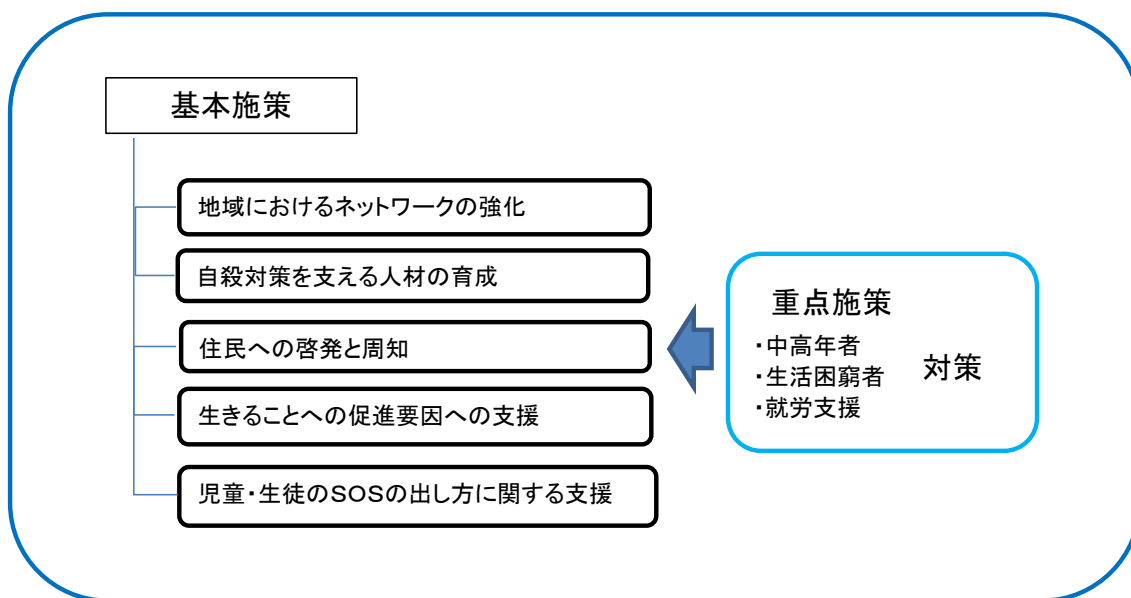 基本施策
地域におけるネットワークの強化
自殺対策を支える人材の育成
住民への啓発と周知
生きることへの促進要因への支援
児童・生徒のSOSの出し方に関する支援
重点施策
・中高年者
・生活困窮者
・就労支援
対策